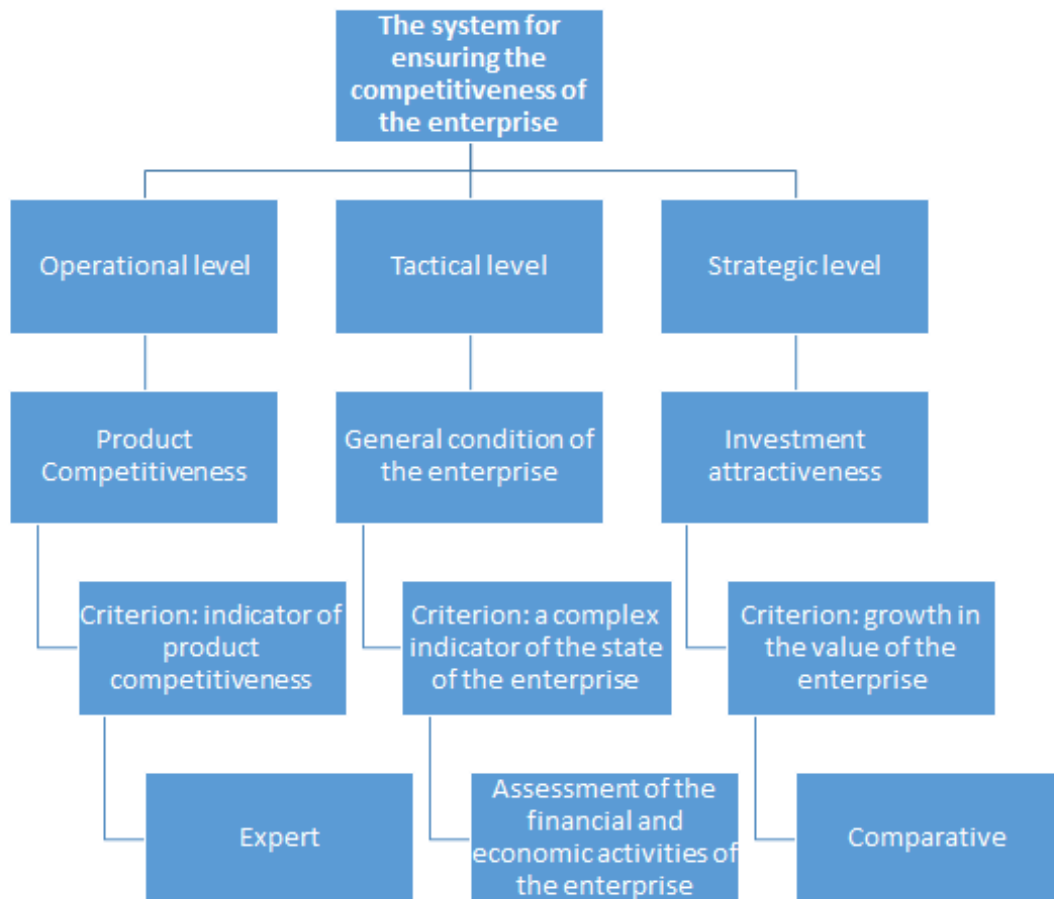 The system for
ensuring the
competitiveness of
the enterprise
Operational level
Tactical level
Strategic level
Product
Competitiveness
General condition of
the enterprise
Investment
attractiveness
Criterion: indicator of
product
competitiveness
Criterion: a complex
indicator of the state
of the enterprise
Criterion: growth in
the value of the
enterprise
Expert
Assessment of the
financial and
economic activities of
the enterprise
Comparative